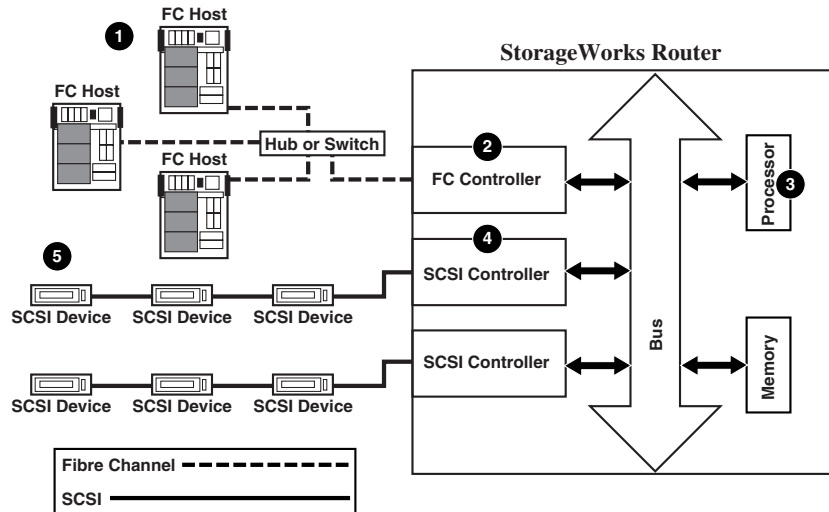 FC Host
1
StorageWorks Router
FC Host
Hub or Switch
2
FC Controller
Processor
3
FC Host
4
SCSI Controller
5
SCSI Device
SCSI Device
SCSI Device
Bus
SCSI Controller
Memory
SCSI Device
SCSI Device
SCSI Device
Fibre Channel
SCSI